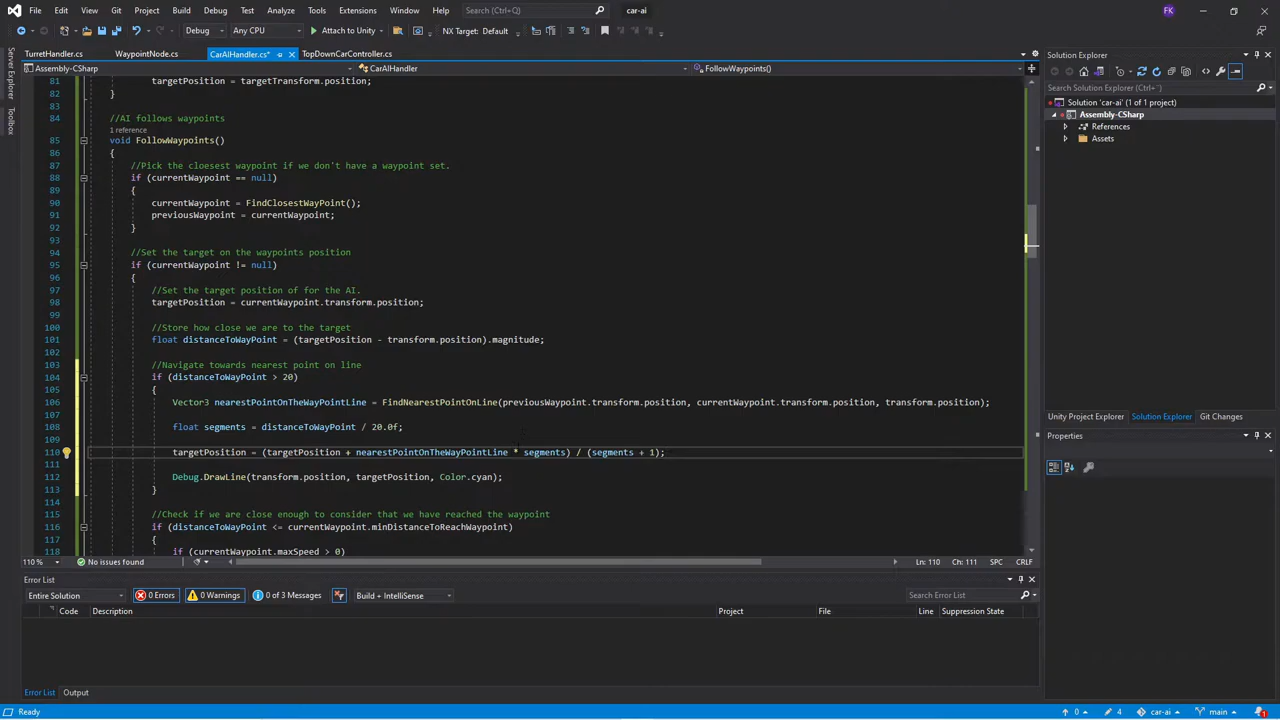 File Edit View Git Project Build Debug Test Analyze Tools Extensions Window Help Search (Ctrl+Q) car-ai FK
Debug Any CPU Attach to Unity NX Target: Default
TurretHandler.cs WaypointNode.cs CarAIHandler.cs* TopDownCarController.cs Solution Explorer
Assembly-CSharp CarAIHandler FollowWaypoints()
Server Explorer
Toolbox
81 targetPosition = targetTransform.position;
82 }
83
84 //AI follows waypoints
1 reference
85 void FollowWaypoints()
86 {
87 //Pick the cloesest waypoint if we don't have a waypoint set.
88 if (currentWaypoint == null)
89 {
90 currentWaypoint = FindClosestWayPoint();
91 previousWaypoint = currentWaypoint;
92 }
93
94 //Set the target on the waypoints position
95 if (currentWaypoint != null)
96 {
97 //Set the target position of for the AI.
98 targetPosition = currentWaypoint.transform.position;
99
100 //Store how close we are to the target
101 float distanceToWayPoint = (targetPosition - transform.position).magnitude;
102
103 //Navigate towards nearest point on line
104 if (distanceToWayPoint > 20)
105 {
106 Vector3 nearestPointOnTheWayPointLine = FindNearestPointOnLine(previousWaypoint.transform.position, currentWaypoint.transform.position, transform.position);
107
108 float segments = distanceToWayPoint / 20.0f;
109
110 targetPosition = (targetPosition + nearestPointOnTheWayPointLine * segments) / (segments + 1);
111
112 Debug.DrawLine(transform.position, targetPosition, Color.cyan);
113 }
114
115 //Check if we are close enough to consider that we have reached the waypoint
116 if (distanceToWayPoint <= currentWaypoint.minDistanceToReachWaypoint)
117 {
118 if (currentWaypoint.maxSpeed > 0)
110 % No issues found Ln: 110 Ch: 111 SPC CRLF
Search Solution Explorer (Ctrl+')
Solution 'car-ai' (1 of 1 project)
Assembly-CSharp
References
Assets
Unity Project Explorer Solution Explorer Git Changes
Properties
Error List
Entire Solution 0 Errors 0 Warnings 0 of 3 Messages Build + IntelliSense Search Error List
Code Description Project File Line Suppression State
Error List Output
Ready 0 4 car-ai main 1